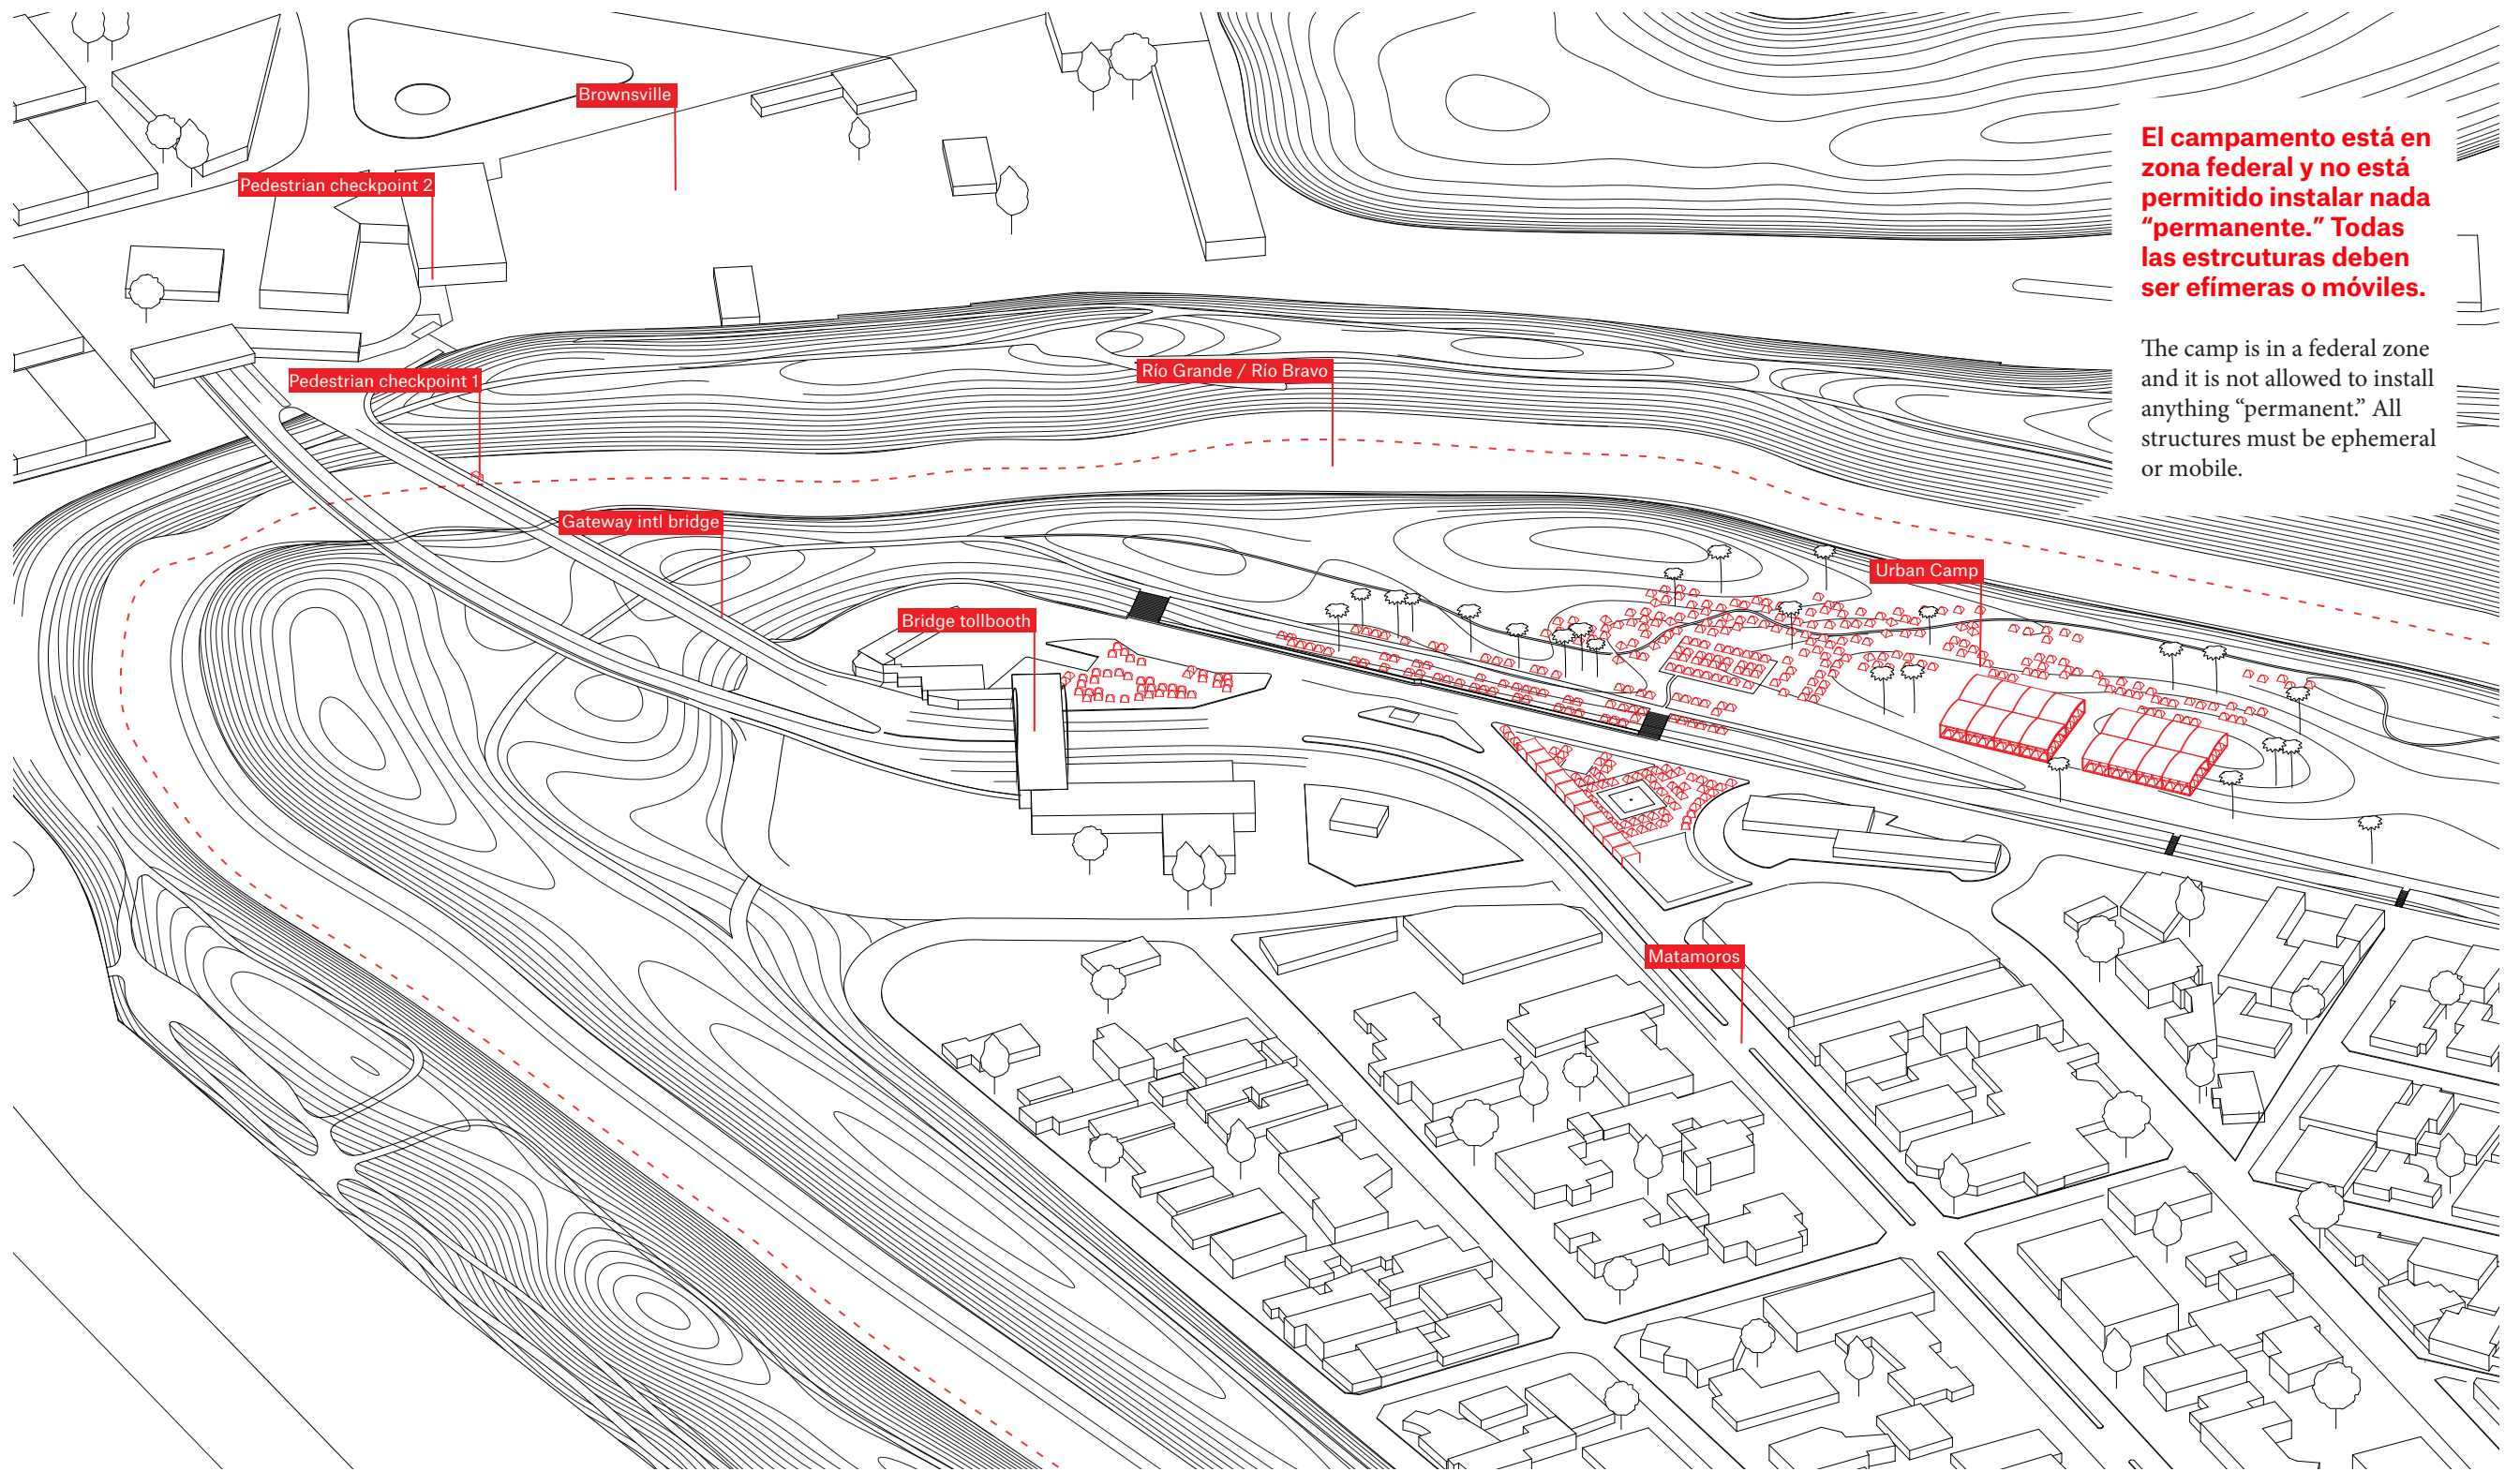 Brownsville
El campamento está en
zona federal y no está
permitido instalar nada
“permanente.” Todas
las estrcuturas deben
ser efímeras o móviles.
The camp is in a federal zone
and it is not allowed to install
anything “permanent.” All
structures must be ephemeral
or mobile.
Pedestrian checkpoint 2
Pedestrian checkpoint 1
Río Grande / Río Bravo
Gateway intl bridge
Urban Camp
Bridge tollbooth
Matamoros